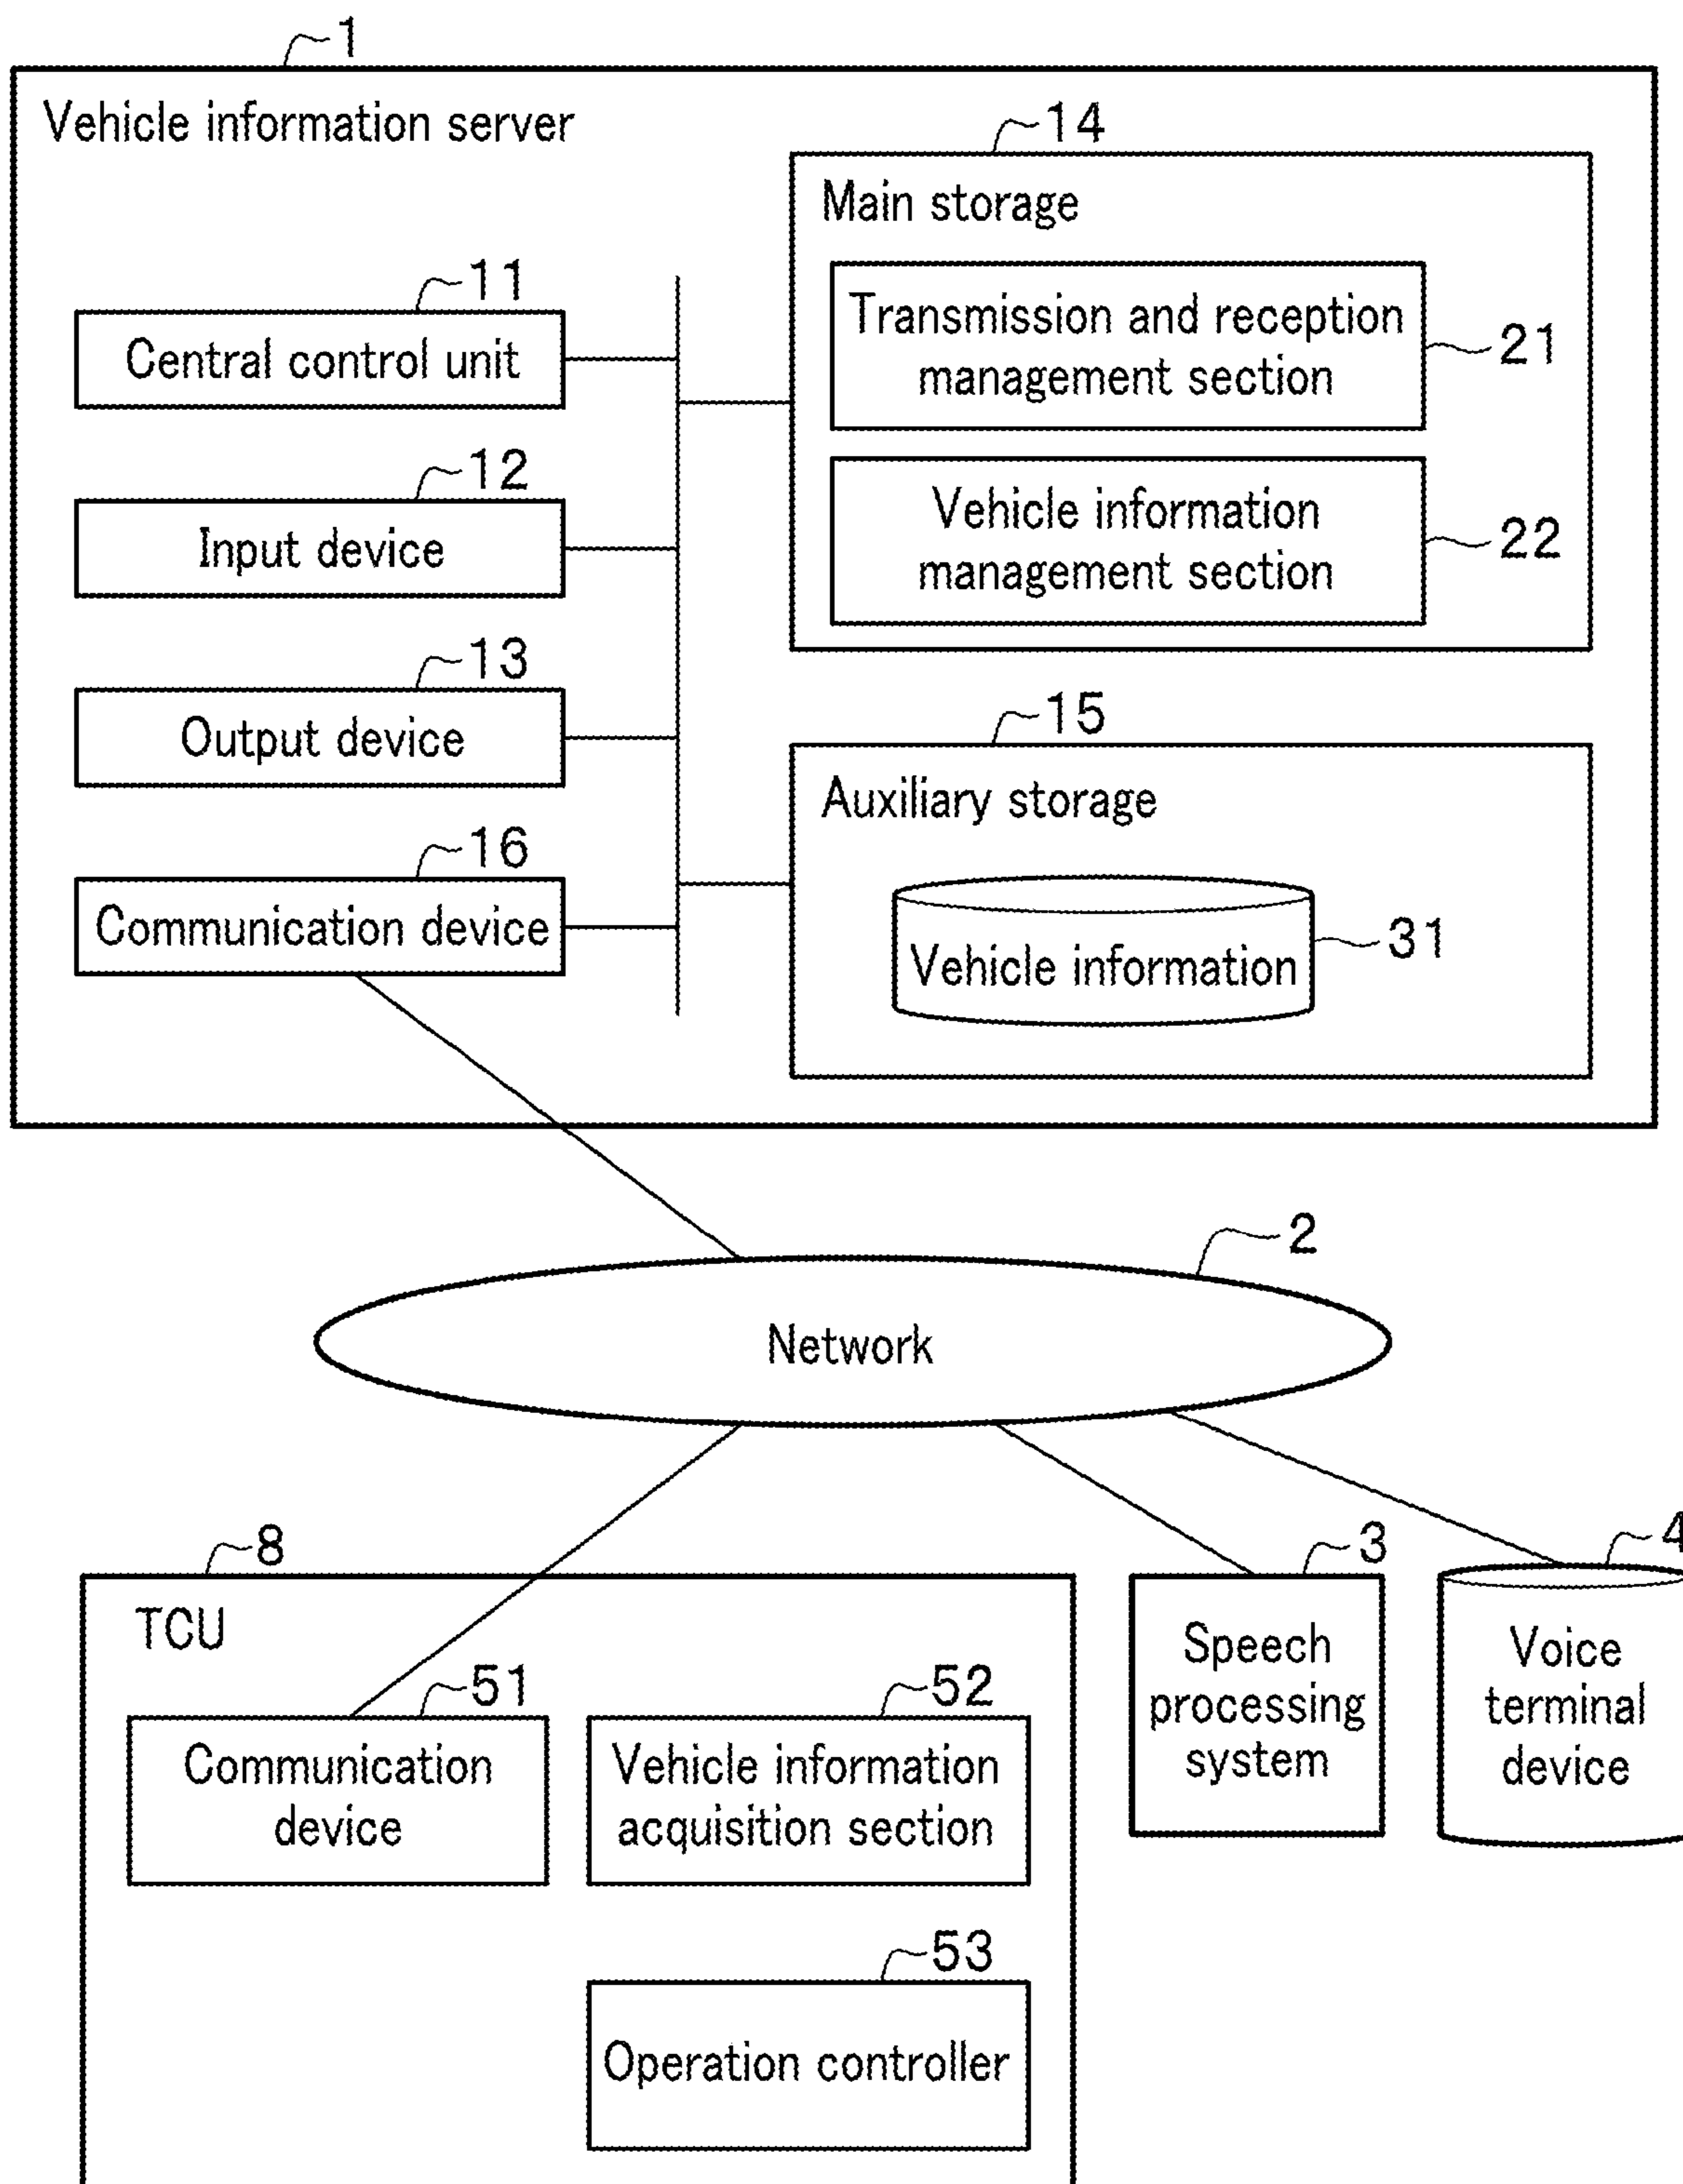 1
Vehicle information server
14
Main storage
11
Central control unit
Transmission and reception
management section
21
12
Input device
Vehicle information
management section
22
13
Output device
15
Auxiliary storage
16
Communication device
Vehicle information
31
2
Network
8
TCU
3
Speech
processing
system
4
Voice
terminal
device
51
Communication
device
52
Vehicle information
acquisition section
53
Operation controller